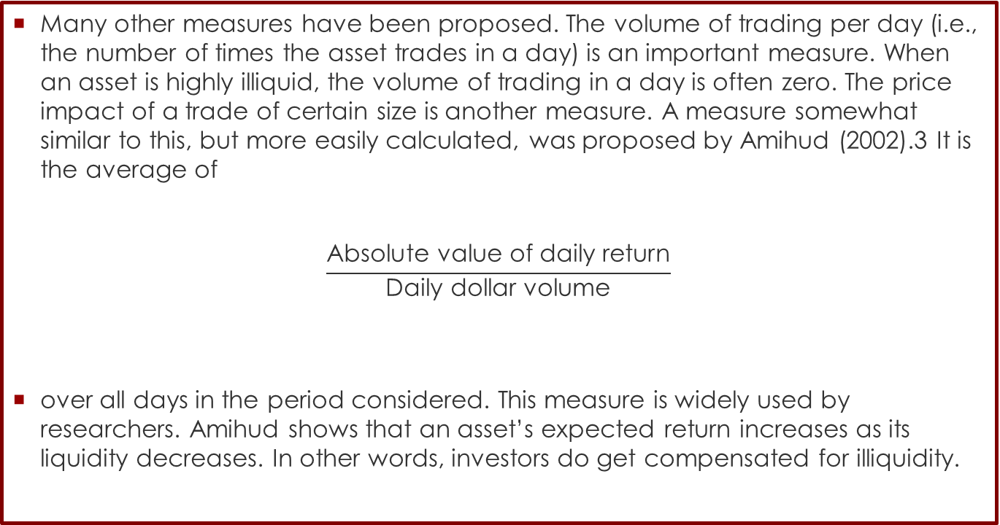 ▪ Many other measures have been proposed. The volume of trading per day (i.e.,
the number of times the asset trades in a day) is an important measure. When
an asset is highly illiquid, the volume of trading in a day is often zero. The price
impact of a trade of certain size is another measure. A measure somewhat
similar to this, but more easily calculated, was proposed by Amihud (2002).3 It is
the average of
Absolute value of daily return
Daily dollar volume
▪ over all days in the period considered. This measure is widely used by
researchers. Amihud shows that an asset’s expected return increases as its
liquidity decreases. In other words, investors do get compensated for illiquidity.